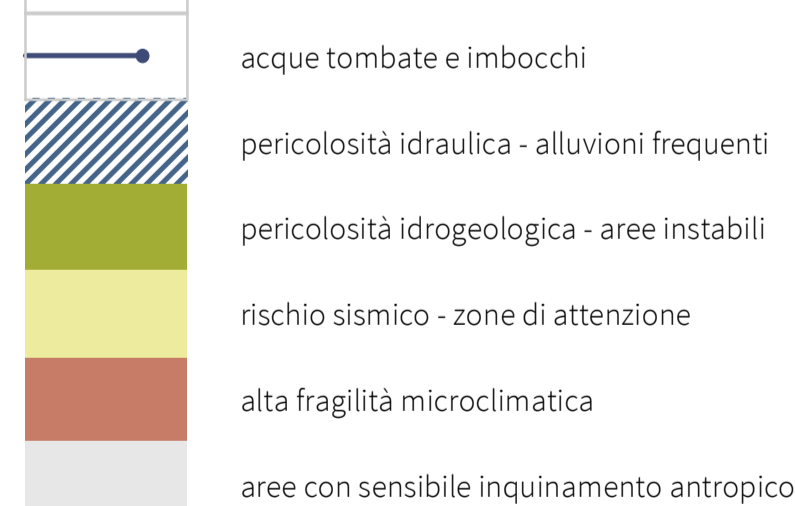 acque tombate e imbocchi
pericolosità idraulica - alluvioni frequenti
pericolosità idrogeologica - aree instabili
rischio sismico - zone di attenzione
alta fragilità microclimatica
aree con sensibile inquinamento antropico